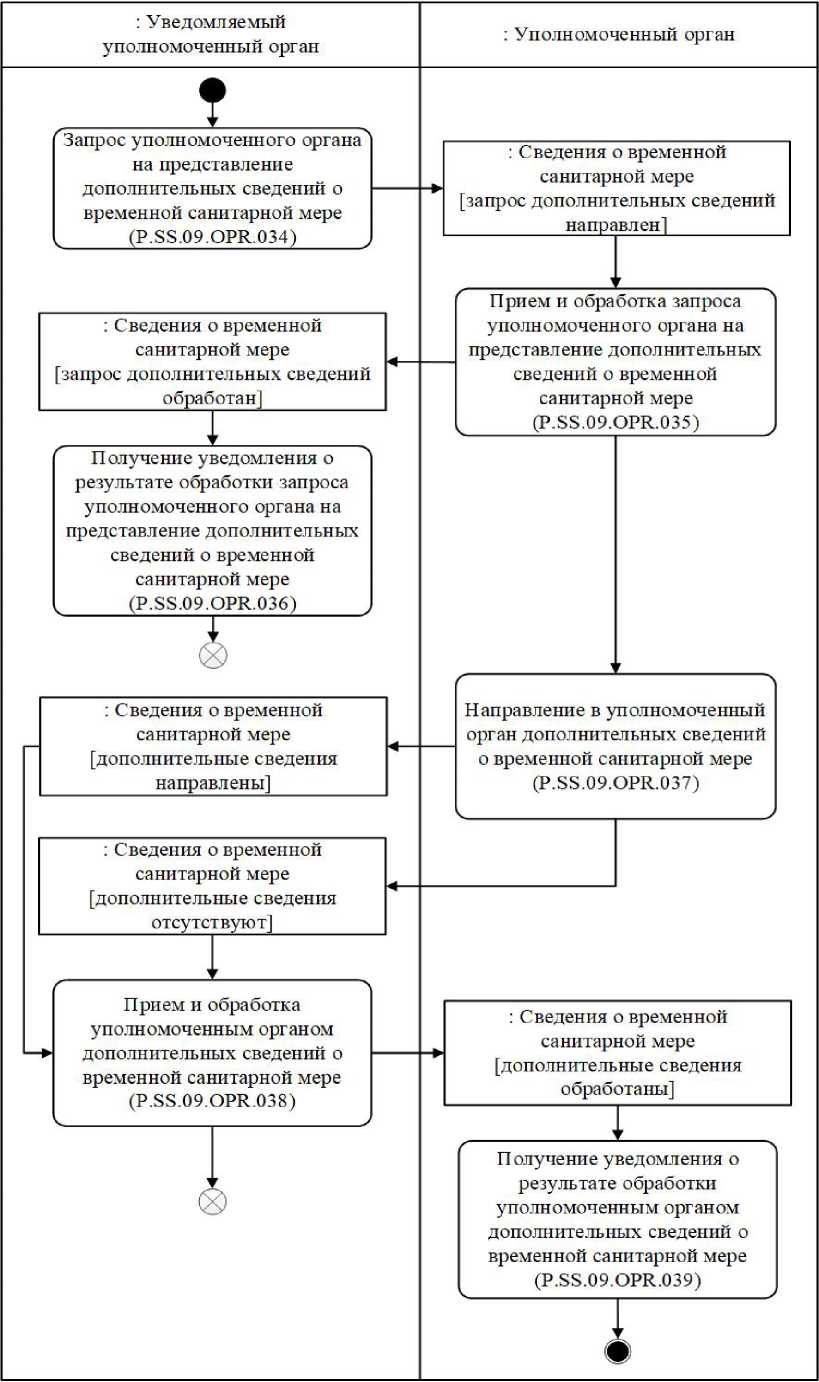 : Уведомляемый
уполномоченный орган
: Уполномоченный орган
Запрос уполномоченного органа
на представление
дополнительных сведений о
временной санитарной мере
(P.SS.09.OPR.034)
: Сведения о временной
санитарной мере
[запрос дополнительных сведений
направлен]
Прием и обработка запроса
уполномоченного органа на
представление дополнительных
сведений о временной
санитарной мере
(P.SS.09.OPR.035)
: Сведения о временной
санитарной мере
[запрос дополнительных сведений
обработан]
Получение уведомления о
результате обработки запроса
уполномоченного органа на
представление дополнительных
сведений о временной
санитарной мере
(P.SS.09.OPR.036)
Направление в уполномоченный
орган дополнительных сведений
о временной санитарной мере
(P.SS.09.OPR.037)
: Сведения о временной
санитарной мере
[дополнительные сведения
направлены]
: Сведения о временной
санитарной мере
[дополнительные сведения
отсутствуют]
Прием и обработка
уполномоченным органом
дополнительных сведений о
временной санитарной мере
(P.SS.09.OPR.038)
: Сведения о временной
санитарной мере
[дополнительные сведения
обработаны]
Получение уведомления о
результате обработки
уполномоченным органом
дополнительных сведений о
временной санитарной мере
(P.SS.09.OPR.039)